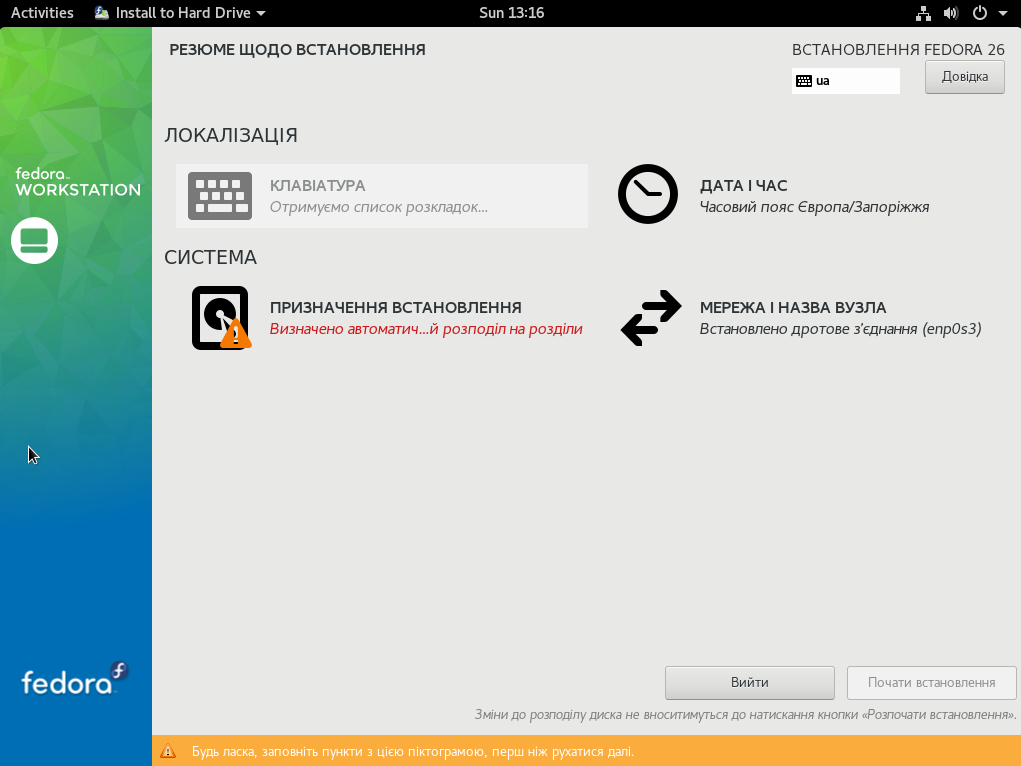 Activities
Install to Hard Drive
Sun 13:16
РЕЗЮМЕ ЩОДО ВСТАНОВЛЕННЯ
ВСТАНОВЛЕННЯ FEDORA 26
ua
Довідка
fedora
WORKSTATION
ЛОКАЛІЗАЦІЯ
КЛАВІАТУРА
Отримуємо список розкладок...
ДАТА І ЧАС
Часовий пояс Європа/Запоріжжя
СИСТЕМА
ПРИЗНАЧЕННЯ ВСТАНОВЛЕННЯ
Визначено автоматич...й розподіл на розділи
МЕРЕЖА І НАЗВА ВУЗЛА
Встановлено дротове з'єднання (enp0s3)
fedora
Вийти
Почати встановлення
Зміни до розподілу диска не вноситимуться до натискання кнопки «Розпочати встановлення».
Будь ласка, заповніть пункти з цією піктограмою, перш ніж рухатися далі.